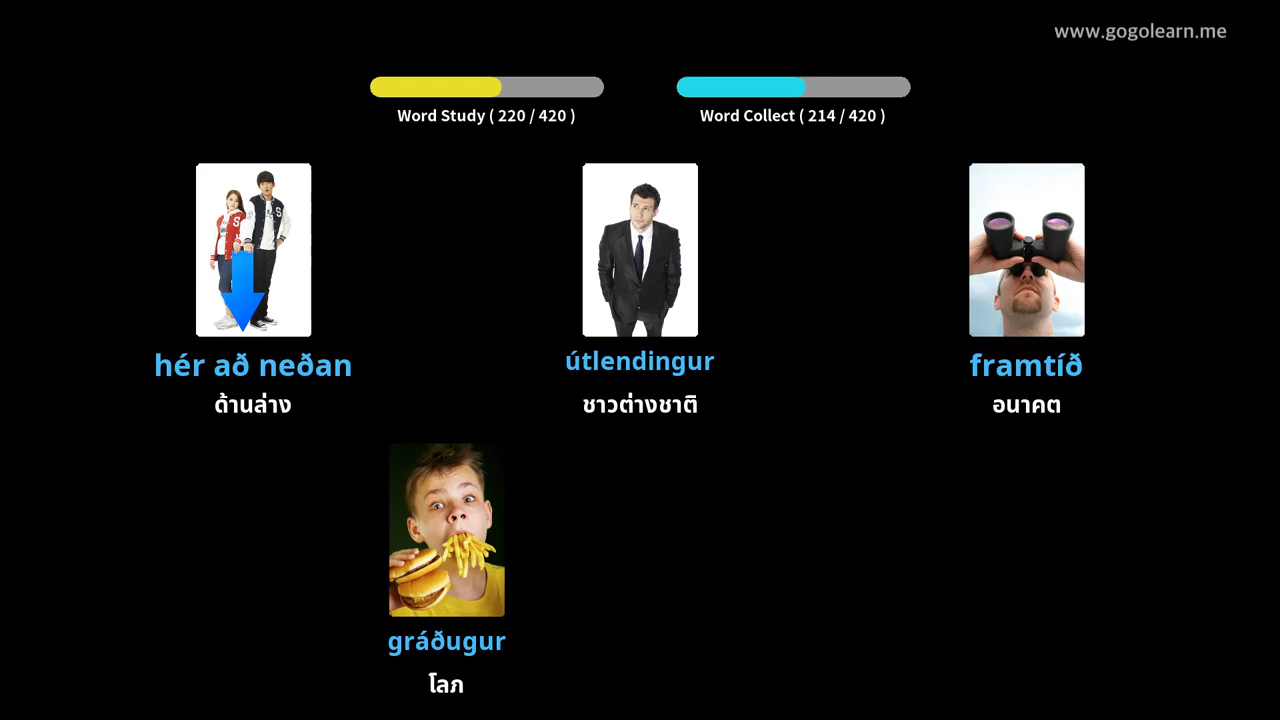 www.gogolearn.me
Word Study ( 220 / 420 )
Word Collect ( 214 / 420 )
hér að neðan
ด้านล่าง
útlendingur
ชาวต่างชาติ
framtíð
อนาคต
gráðugur
โลภ